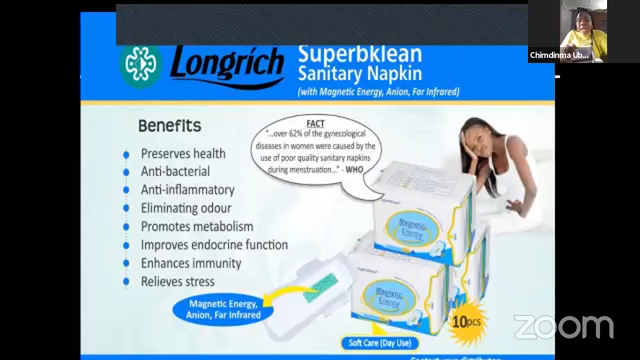 Chimdinma Ub...
Longrich
Superbklean
Sanitary Napkin
(with Magnetic Energy, Anion, Far Infrared)
Benefits
Preserves health
Anti-bacterial
Anti-inflammatory
Eliminating odour
Promotes metabolism
Improves endocrine function
Enhances immunity
Relieves stress
FACT
"...over 62% of the gynecological
diseases in women were caused by the
use of poor quality sanitary napkins
during menstruation..." - WHO
Magnetic
Energy
Magnetic
Energy
Magnetic Energy,
Anion, Far Infrared
10pcs
Soft Care (Day Use)
zoom